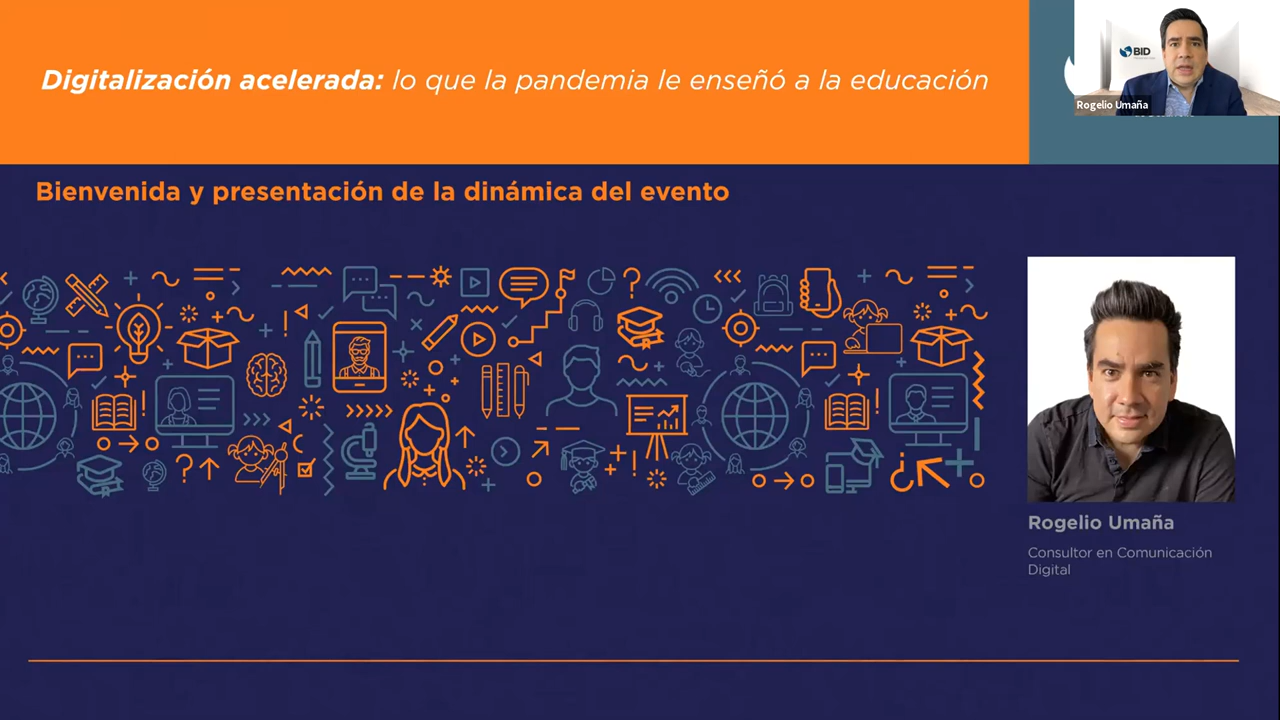 Digitalización acelerada: lo que la pandemia le enseñó a la educación
BID
Rogelio Umaña
Bienvenida y presentación de la dinámica del evento
Rogelio Umaña
Consultor en Comunicación
Digital